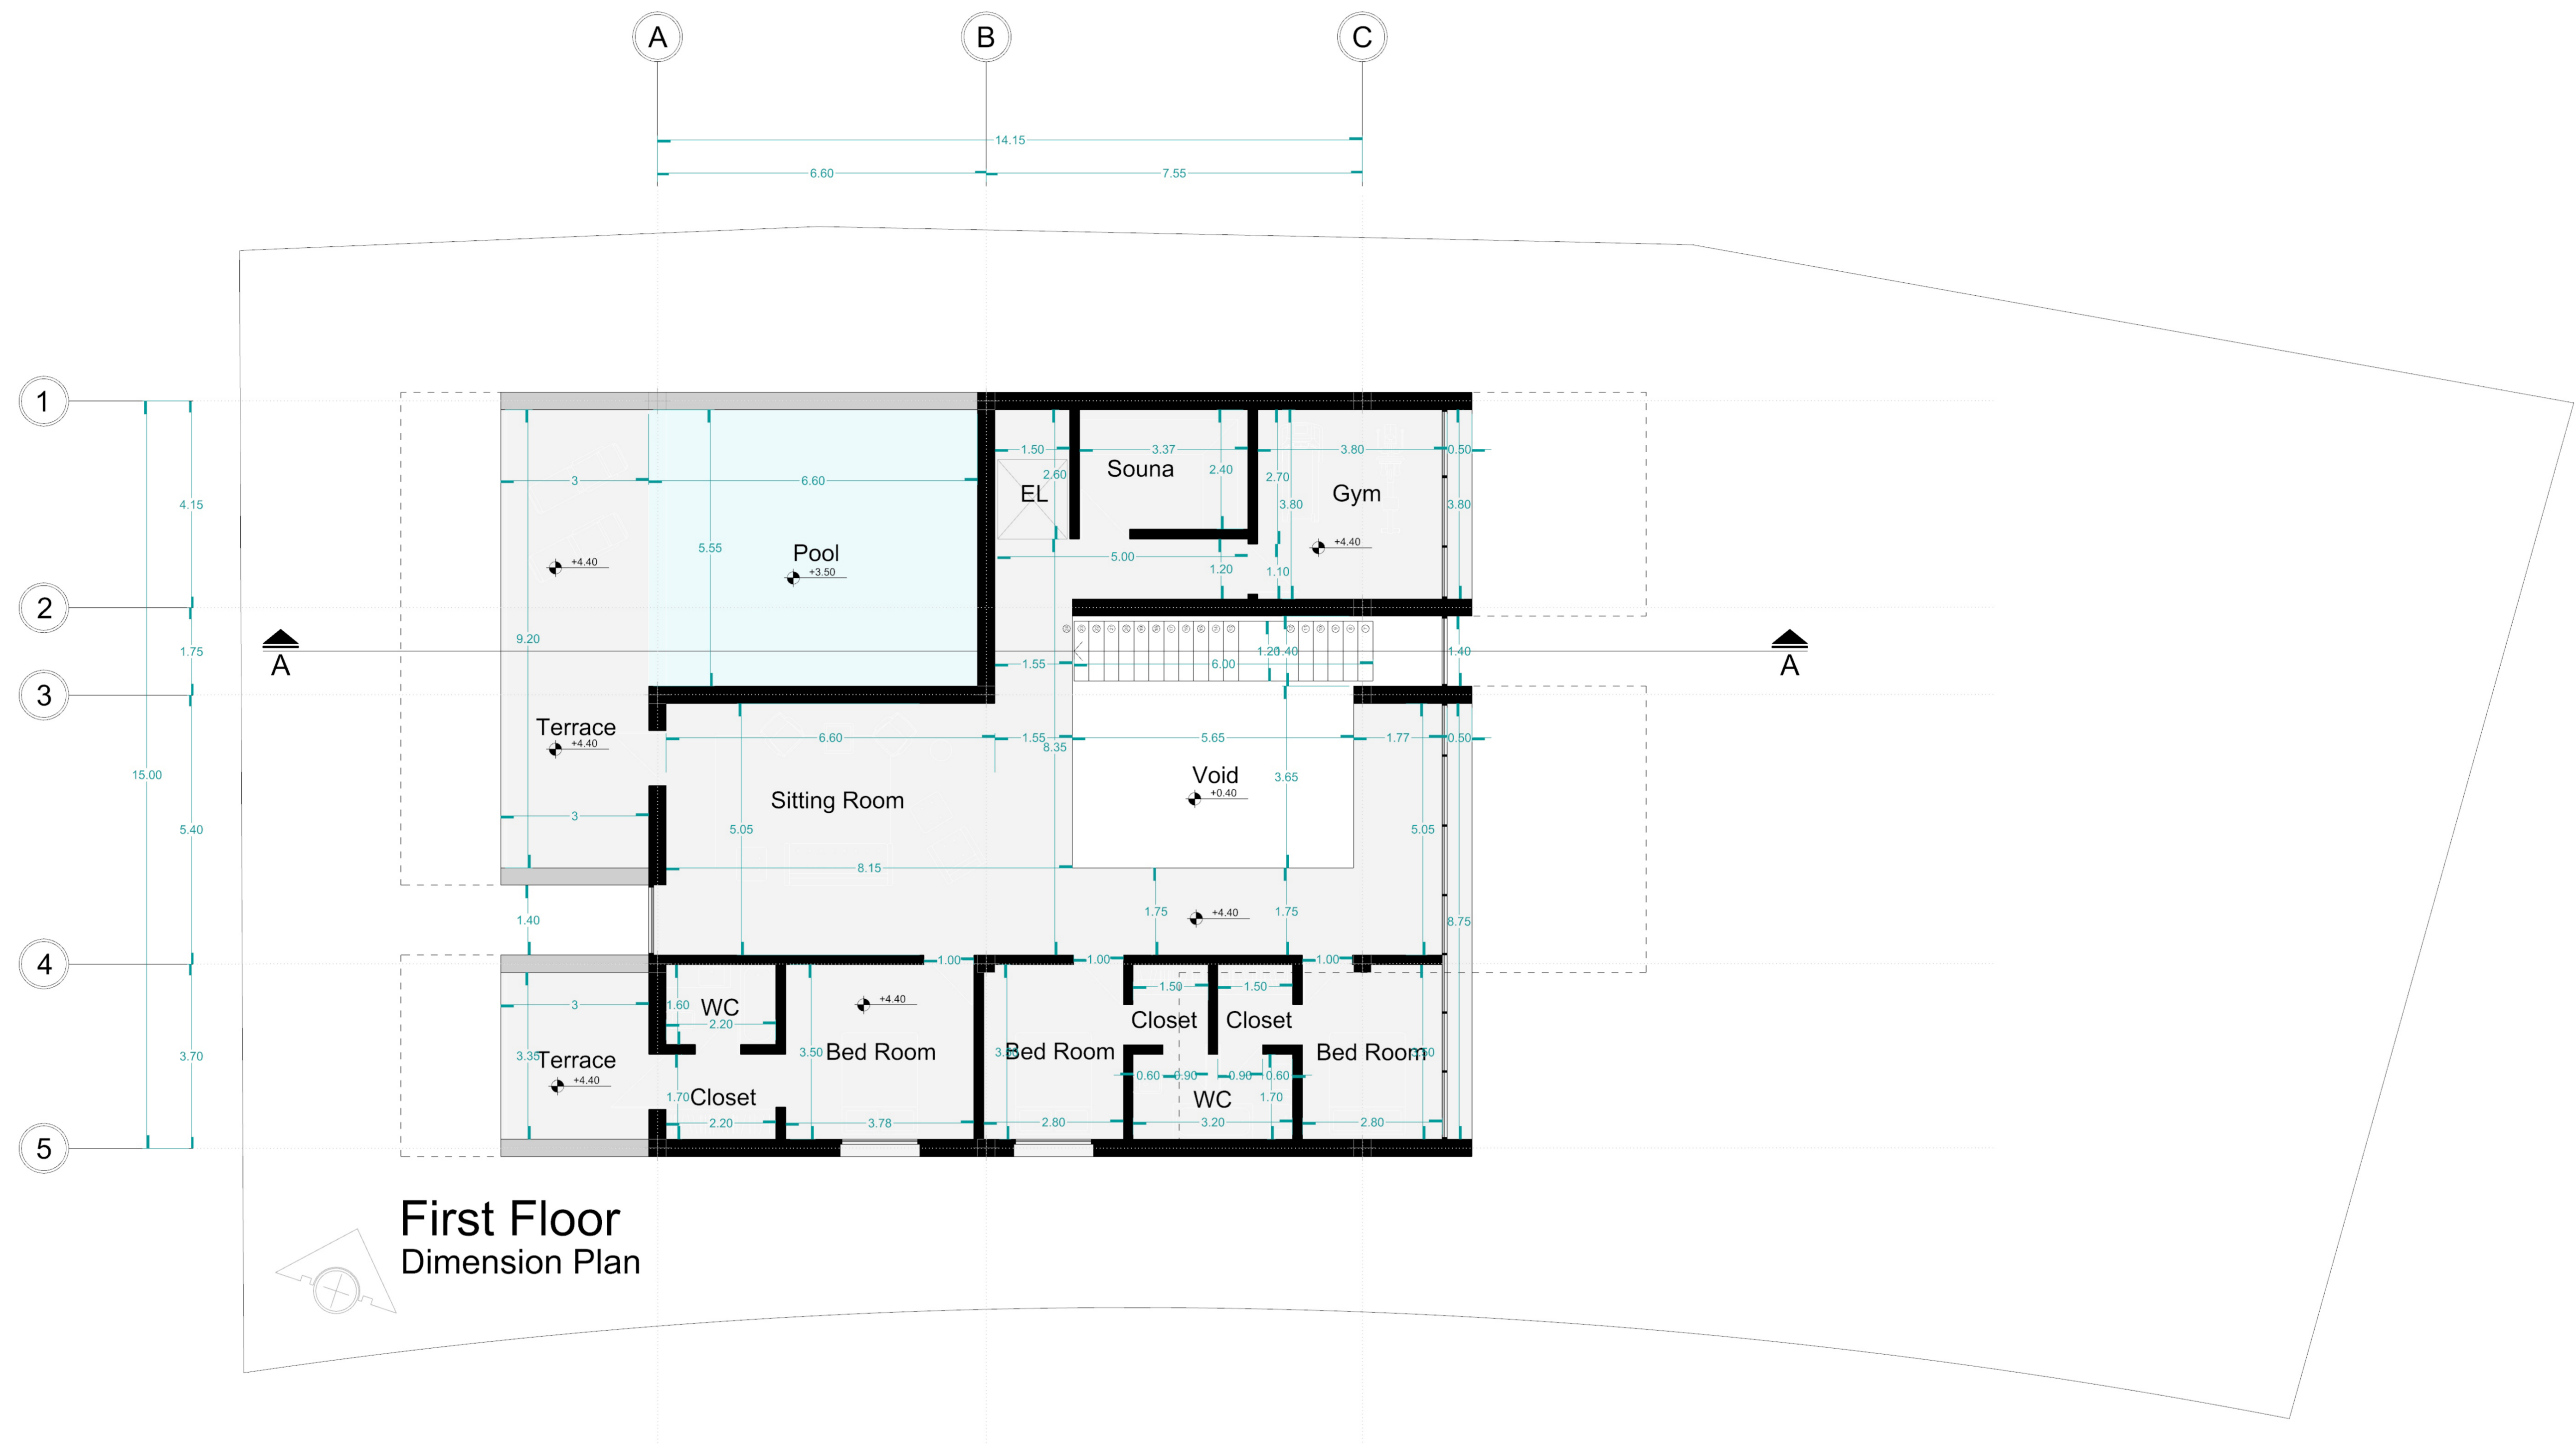 A B C
14.15
6.60 7.55
1
1.50 3.37 3.80 0.50
Souna 2.40
2.60 2.70
3 6.60
EL Gym
4.15 3.80 3.80
+4.40
5.55 Pool 5.00
+4.40 +3.50 1.20 1.10
2
9.20
1.75 1.20 1.40 1.40
A 1.55 6.00 A
3
Terrace
+4.40 6.60 1.55 5.65 1.77 0.50
8.35
15.00 Void 3.65
Sitting Room +0.40
3
5.40 5.05 5.05
8.15
1.40 1.75 +4.40 1.75 8.75
4 1.00 1.00 1.00
1.50 1.50
3 1.60 WC +4.40
2.20 Closet Closet
3.35 3.70 3.50 Bed Room Bed Room Bed Room 3.50
Terrace
+4.40 0.60 0.90 0.90 0.60
1.70 Closet WC 1.70
2.20 3.78 2.80 3.20 2.80
5
First Floor
Dimension Plan